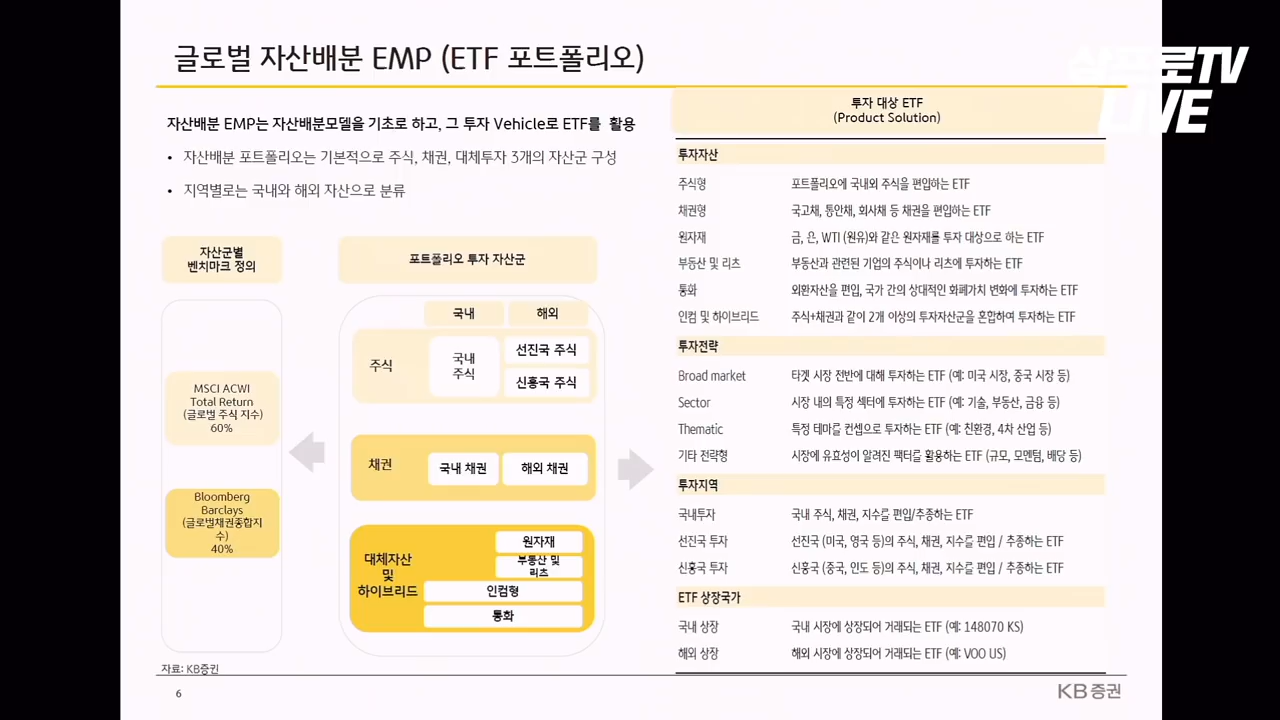 글로벌 자산배분 EMP (ETF 포트폴리오)
삼프로TV
LIVE
자산배분 EMP는 자산배분모델을 기초로 하고, 그 투자 Vehicle로 ETF를 활용
• 자산배분 포트폴리오는 기본적으로 주식, 채권, 대체투자 3개의 자산군 구성
• 지역별로는 국내와 해외 자산으로 분류
자산군별
벤치마크 정의
MSCI ACWI
Total Return
(글로벌 주식 지수)
60%
Bloomberg
Barclays
(글로벌채권종합지
수)
40%
포트폴리오 투자 자산군
국내 해외
주식
국내
주식
선진국 주식
신흥국 주식
채권
국내 채권 해외 채권
대체자산
및
하이브리드
원자재
부동산 및
리츠
인컴형
통화
투자 대상 ETF
(Product Solution)
투자자산
주식형 포트폴리오에 국내외 주식을 편입하는 ETF
채권형 국고채, 통안채, 회사채 등 채권을 편입하는 ETF
원자재 금, 은, WTI (원유)와 같은 원자재를 투자 대상으로 하는 ETF
부동산 및 리츠 부동산과 관련된 기업의 주식이나 리츠에 투자하는 ETF
통화 외환자산을 편입, 국가 간의 상대적인 화폐가치 변화에 투자하는 ETF
인컴 및 하이브리드 주식+채권과 같이 2개 이상의 투자자산군을 혼합하여 투자하는 ETF
투자전략
Broad market 타겟 시장 전반에 대해 투자하는 ETF (예: 미국 시장, 중국 시장 등)
Sector 시장 내의 특정 섹터에 투자하는 ETF (예: 기술, 부동산, 금융 등)
Thematic 특정 테마를 컨셉으로 투자하는 ETF (예: 친환경, 4차 산업 등)
기타 전략형 시장에 유효성이 알려진 팩터를 활용하는 ETF (규모, 모멘텀, 배당 등)
투자지역
국내투자 국내 주식, 채권, 지수를 편입/추종하는 ETF
선진국 투자 선진국 (미국, 영국 등)의 주식, 채권, 지수를 편입 / 추종하는 ETF
신흥국 투자 신흥국 (중국, 인도 등)의 주식, 채권, 지수를 편입 / 추종하는 ETF
ETF 상장국가
국내 상장 국내 시장에 상장되어 거래되는 ETF (예: 148070 KS)
해외 상장 해외 시장에 상장되어 거래되는 ETF (예: VOO US)
자료: KB증권
6
KB증권